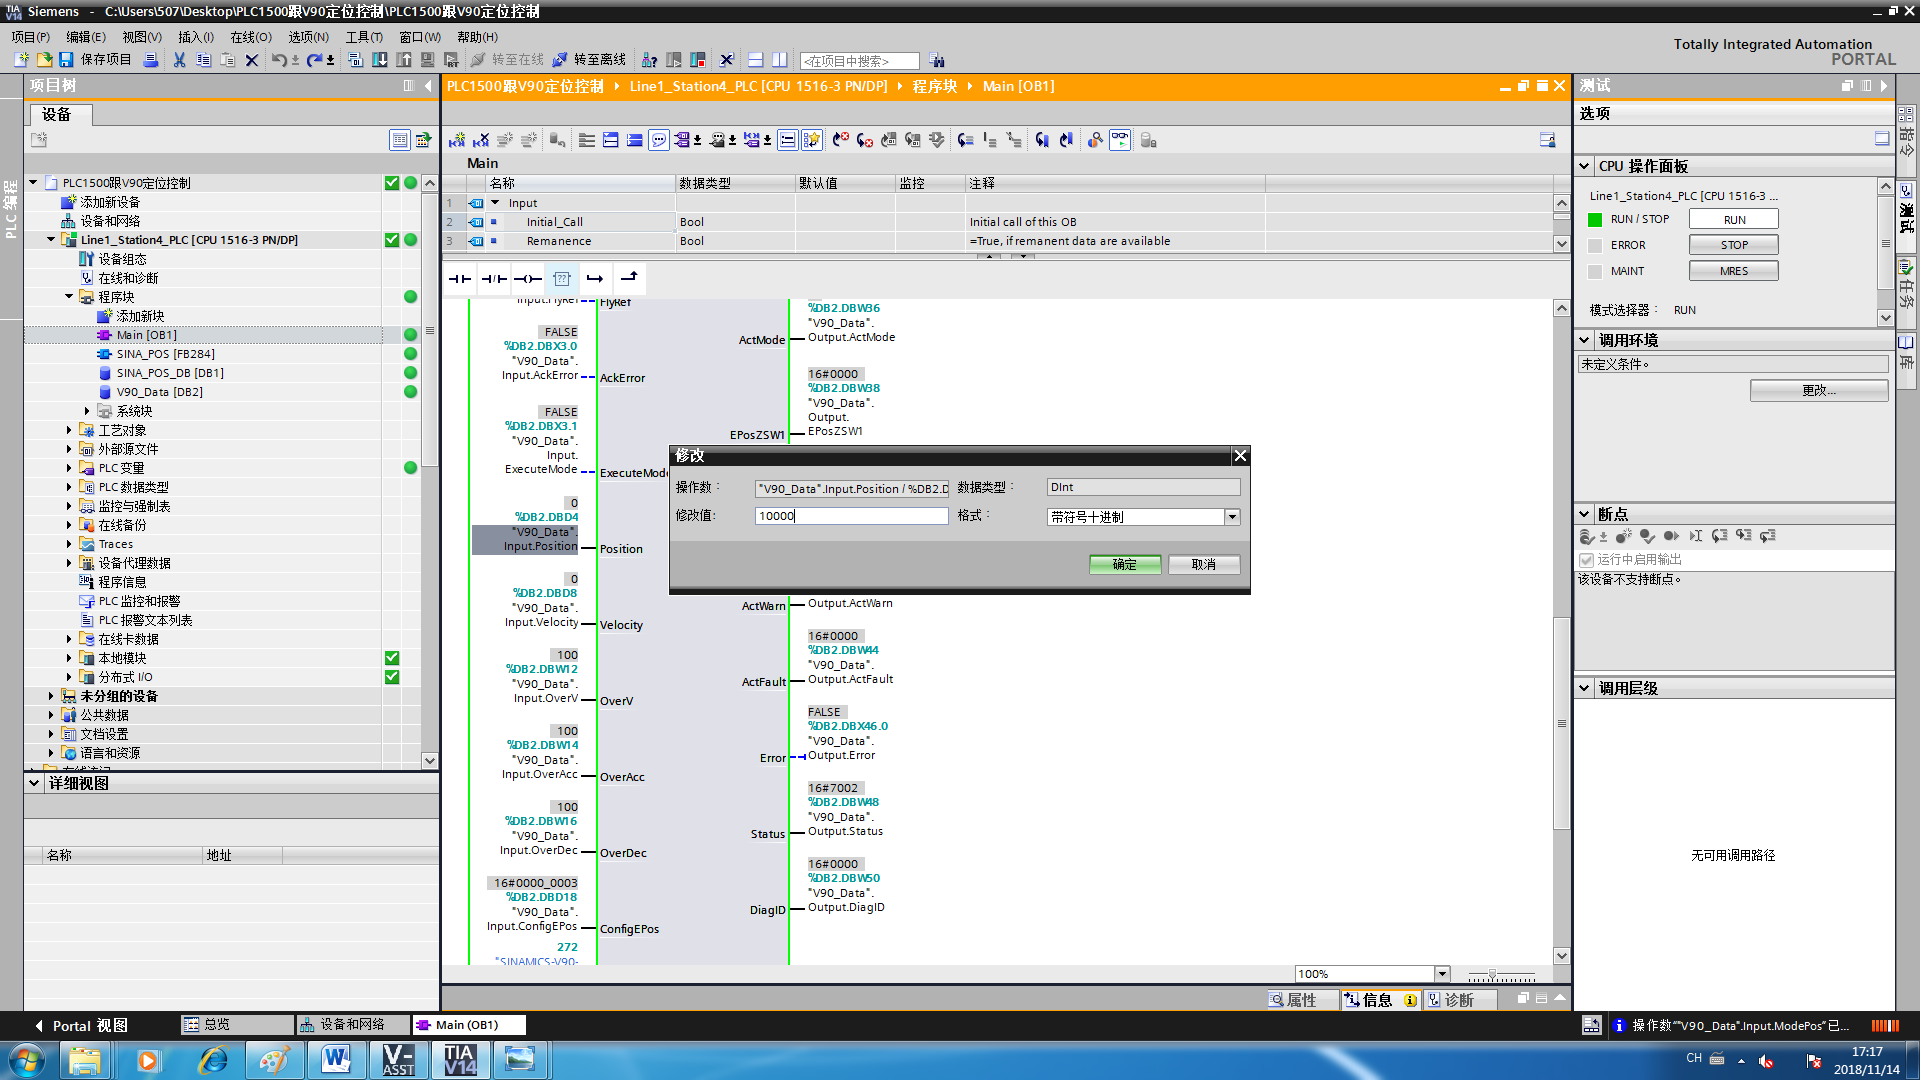 Siemens - C:\Users\507\Desktop\PLC1500跟V90定位控制\PLC1500跟V90定位控制
项目(P) 编辑(E) 视图(V) 插入(I) 在线(O) 选项(N) 工具(T) 窗口(W) 帮助(H)
Totally Integrated Automation
PORTAL
保存项目 转至在线 转至离线 <在项目中搜索>
项目树
PLC1500跟V90定位控制 Line1_Station4_PLC [CPU 1516-3 PN/DP] 程序块 Main [OB1]
测试
设备
选项
PLC 编程
PLC1500跟V90定位控制
添加新设备
设备和网络
Line1_Station4_PLC [CPU 1516-3 PN/DP]
设备组态
在线和诊断
程序块
添加新块
Main [OB1]
SINA_POS [FB284]
SINA_POS_DB [DB1]
V90_Data [DB2]
系统块
工艺对象
外部源文件
PLC 变量
PLC 数据类型
监控与强制表
在线备份
Traces
设备代理数据
程序信息
PLC 监控和报警
PLC 报警文本列表
在线卡数据
本地模块
分布式 I/O
未分组的设备
公共数据
文档设置
语言和资源
详细视图
名称 地址
Main
名称 数据类型 默认值 监控 注释
1 Input
2 Initial_Call Bool Initial call of this OB
3 Remanence Bool =True, if remanent data are available
Input.FlyRef FlyRef
FALSE
%DB2.DBX3.0
"V90_Data".
Input.AckError AckError
FALSE
%DB2.DBX3.1
"V90_Data".
Input.
ExecuteMode ExecuteMode
0
%DB2.DBD4
"V90_Data".
Input.Position Position
0
%DB2.DBD8
"V90_Data".
Input.Velocity Velocity
100
%DB2.DBW12
"V90_Data".
Input.OverV OverV
100
%DB2.DBW14
"V90_Data".
Input.OverAcc OverAcc
100
%DB2.DBW16
"V90_Data".
Input.OverDec OverDec
16#0000_0003
%DB2.DBD18
"V90_Data".
Input.ConfigEPos ConfigEPos
272
"SINAMICS-V90-
%DB2.DBW36
"V90_Data".
ActMode Output.ActMode
16#0000
%DB2.DBW38
"V90_Data".
Output.
EPosZSW1 EPosZSW1
ActWarn Output.ActWarn
16#0000
%DB2.DBW44
"V90_Data".
ActFault Output.ActFault
FALSE
%DB2.DBX46.0
"V90_Data".
Error Output.Error
16#7002
%DB2.DBW48
"V90_Data".
Status Output.Status
16#0000
%DB2.DBW50
"V90_Data".
DiagID Output.DiagID
修改
操作数: "V90_Data".Input.Position / %DB2.D 数据类型: DInt
修改值: 10000 格式: 带符号十进制
确定 取消
100%
属性 信息 诊断
CPU 操作面板
Line1_Station4_PLC [CPU 1516-3 ...
RUN / STOP RUN
ERROR STOP
MAINT MRES
模式选择器: RUN
调用环境
未定义条件。
更改...
断点
运行中启用输出
该设备不支持断点。
调用层级
无可用调用路径
指令
测试
任务
库
Portal 视图 总览 设备和网络 Main (OB1)
操作数“"V90_Data".Input.ModePos”已...
V-ASST
TIA V14
CH
17:17
2018/11/14